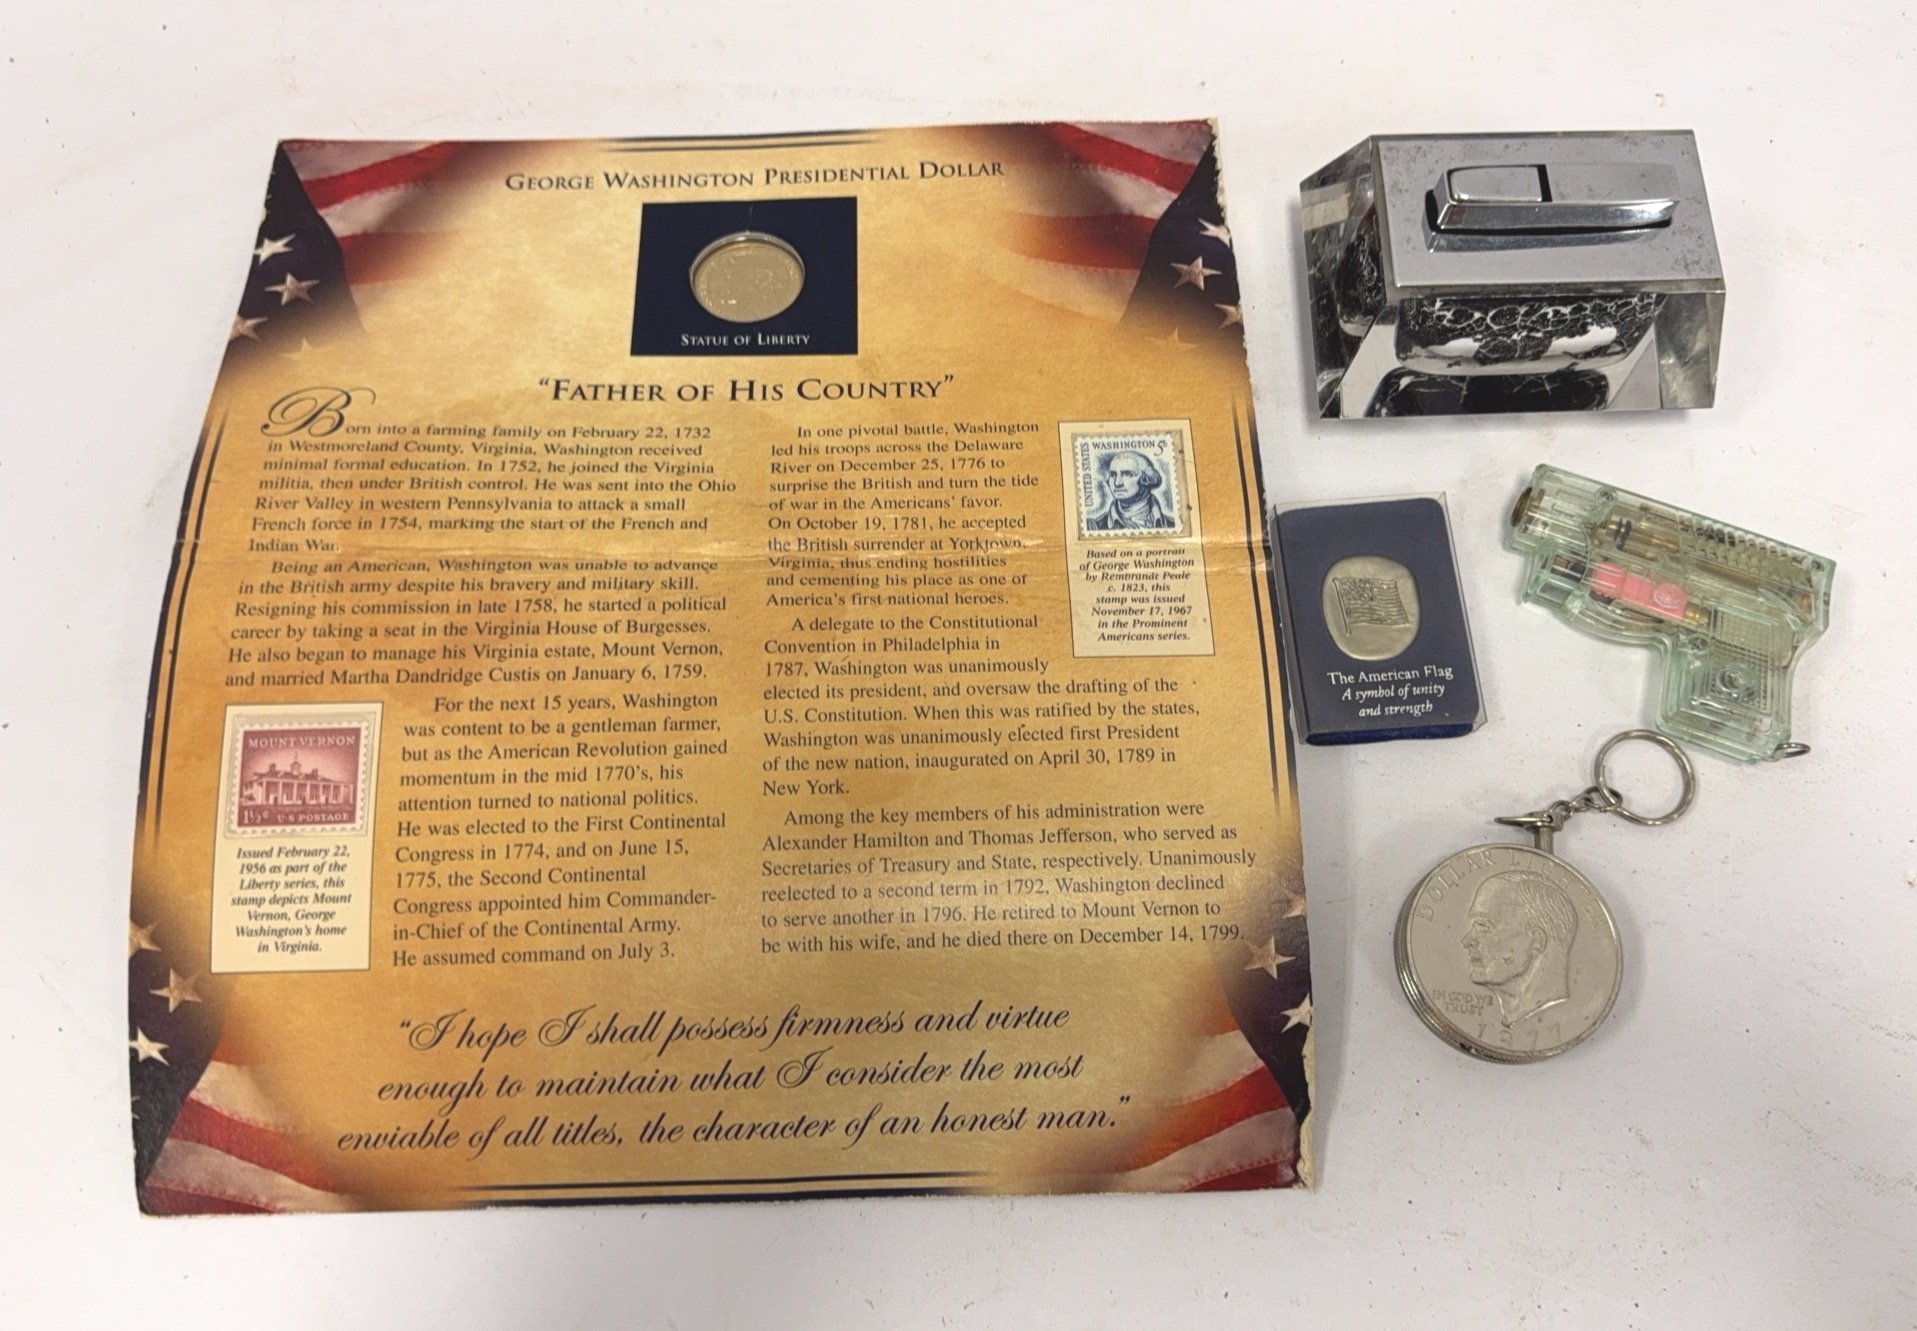 GEORGE WASHINGTON PRESIDENTIAL DOLLAR
STATUE OF LIBERTY
"FATHER OF HIS COUNTRY"
Born into a farming family on February 22, 1732
in Westmoreland County, Virginia, Washington received
minimal formal education. In 1752, he joined the Virginia
militia, then under British control. He was sent into the Ohio
River Valley in western Pennsylvania to attack a small
French force in 1754, marking the start of the French and
Indian War.
Being an American, Washington was unable to advance
in the British army despite his bravery and military skill.
Resigning his commission in late 1758, he started a political
career by taking a seat in the Virginia House of Burgesses.
He also began to manage his Virginia estate, Mount Vernon,
and married Martha Dandridge Custis on January 6, 1759.
For the next 15 years, Washington
was content to be a gentleman farmer,
but as the American Revolution gained
momentum in the mid 1770's, his
attention turned to national politics.
He was elected to the First Continental
Congress in 1774, and on June 15,
1775, the Second Continental
Congress appointed him Commander-
in-Chief of the Continental Army.
He assumed command on July 3.
MOUNT VERNON
1½¢ U·S POSTAGE
Issued February 22,
1956 as part of the
Liberty series, this
stamp depicts Mount
Vernon, George
Washington's home
in Virginia.
In one pivotal battle, Washington
led his troops across the Delaware
River on December 25, 1776 to
surprise the British and turn the tide
of war in the Americans' favor.
On October 19, 1781, he accepted
the British surrender at Yorktown,
Virginia, thus ending hostilities
and cementing his place as one of
America's first national heroes.
A delegate to the Constitutional
Convention in Philadelphia in
1787, Washington was unanimously
elected its president, and oversaw the drafting of the
U.S. Constitution. When this was ratified by the states,
Washington was unanimously elected first President
of the new nation, inaugurated on April 30, 1789 in
New York.
Among the key members of his administration were
Alexander Hamilton and Thomas Jefferson, who served as
Secretaries of Treasury and State, respectively. Unanimously
reelected to a second term in 1792, Washington declined
to serve another in 1796. He retired to Mount Vernon to
be with his wife, and he died there on December 14, 1799.
WASHINGTON 5¢
UNITED STATES
Based on a portrait
of George Washington
by Rembrandt Peale
c. 1823, this
stamp was issued
November 17, 1967
in the Prominent
Americans series.
"I hope I shall possess firmness and virtue
enough to maintain what I consider the most
enviable of all titles, the character of an honest man."
The American Flag
A symbol of unity
and strength
DOLLAR LIGHTER
IN GOD WE
TRUST
1971